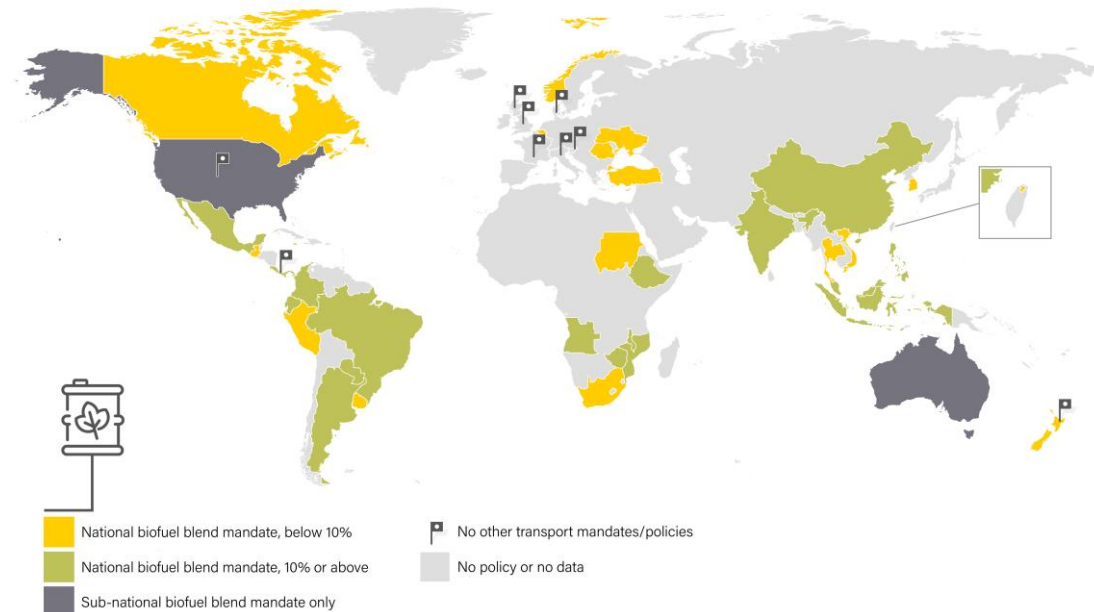 National biofuel blend mandate, below 10%
National biofuel blend mandate, 10% or above
Sub-national biofuel blend mandate only
No other transport mandates/policies
No policy or no data